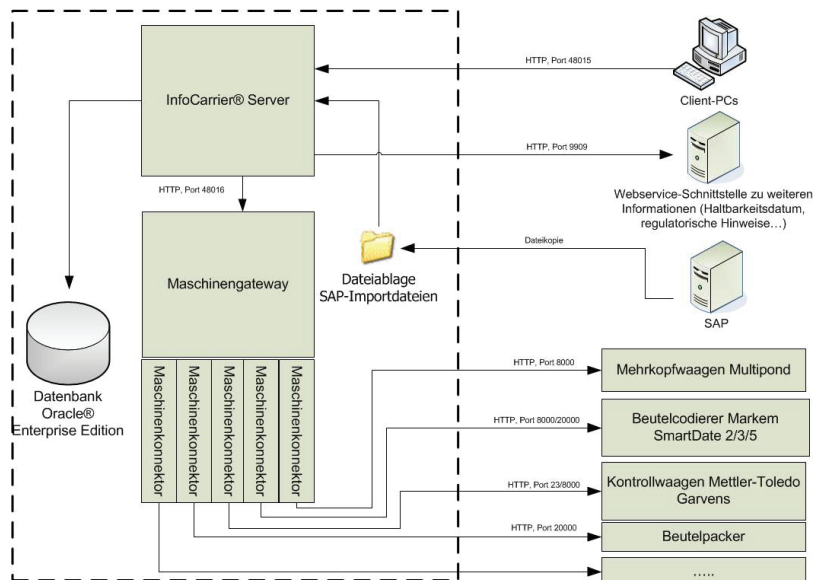 InfoCarrier® Server
HTTP, Port 48015
Client-PCs
HTTP, Port 9909
Webservice-Schnittstelle zu weiteren
Informationen (Haltbarkeitsdatum,
regulatorische Hinweise…)
HTTP, Port 48016
Dateikopie
Maschinengateway
Dateiablage
SAP-Importdateien
SAP
Datenbank
Oracle®
Enterprise Edition
Maschinenkonnektor
Maschinenkonnektor
Maschinenkonnektor
Maschinenkonnektor
Maschinenkonnektor
HTTP, Port 8000
Mehrkopfwaagen Multipond
HTTP, Port 8000/20000
Beutelcodierer Markem
SmartDate 2/3/5
HTTP, Port 23/8000
Kontrollwaagen Mettler-Toledo
Garvens
HTTP, Port 20000
Beutelpacker
.....